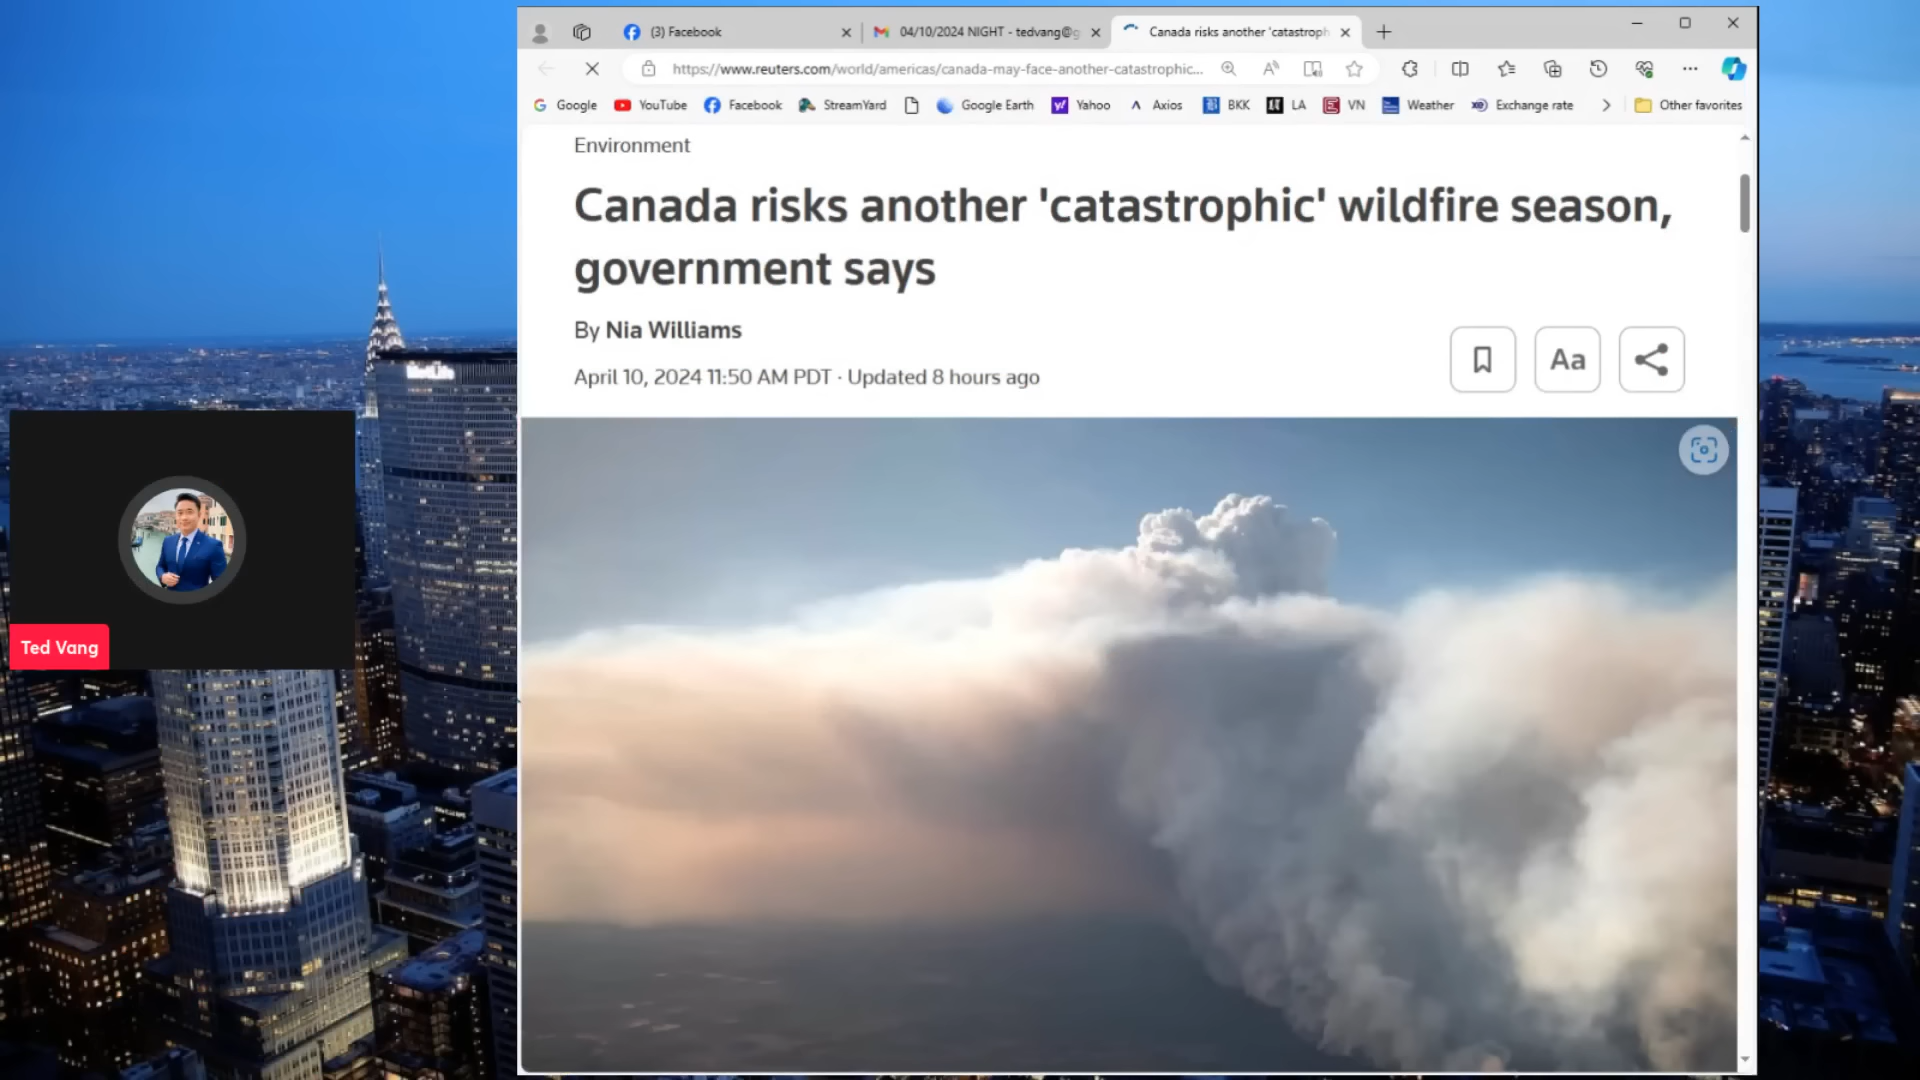 (3) Facebook
04/10/2024 NIGHT - tedvang@g
Canada risks another 'catastroph
https://www.reuters.com/world/americas/canada-may-face-another-catastrophic...
Google
YouTube
Facebook
StreamYard
Google Earth
Yahoo
Axios
BKK
LA
VN
Weather
Exchange rate
Other favorites
Environment
Canada risks another 'catastrophic' wildfire season,
government says
By Nia Williams
April 10, 2024 11:50 AM PDT · Updated 8 hours ago
Aa
MetLife
Ted Vang